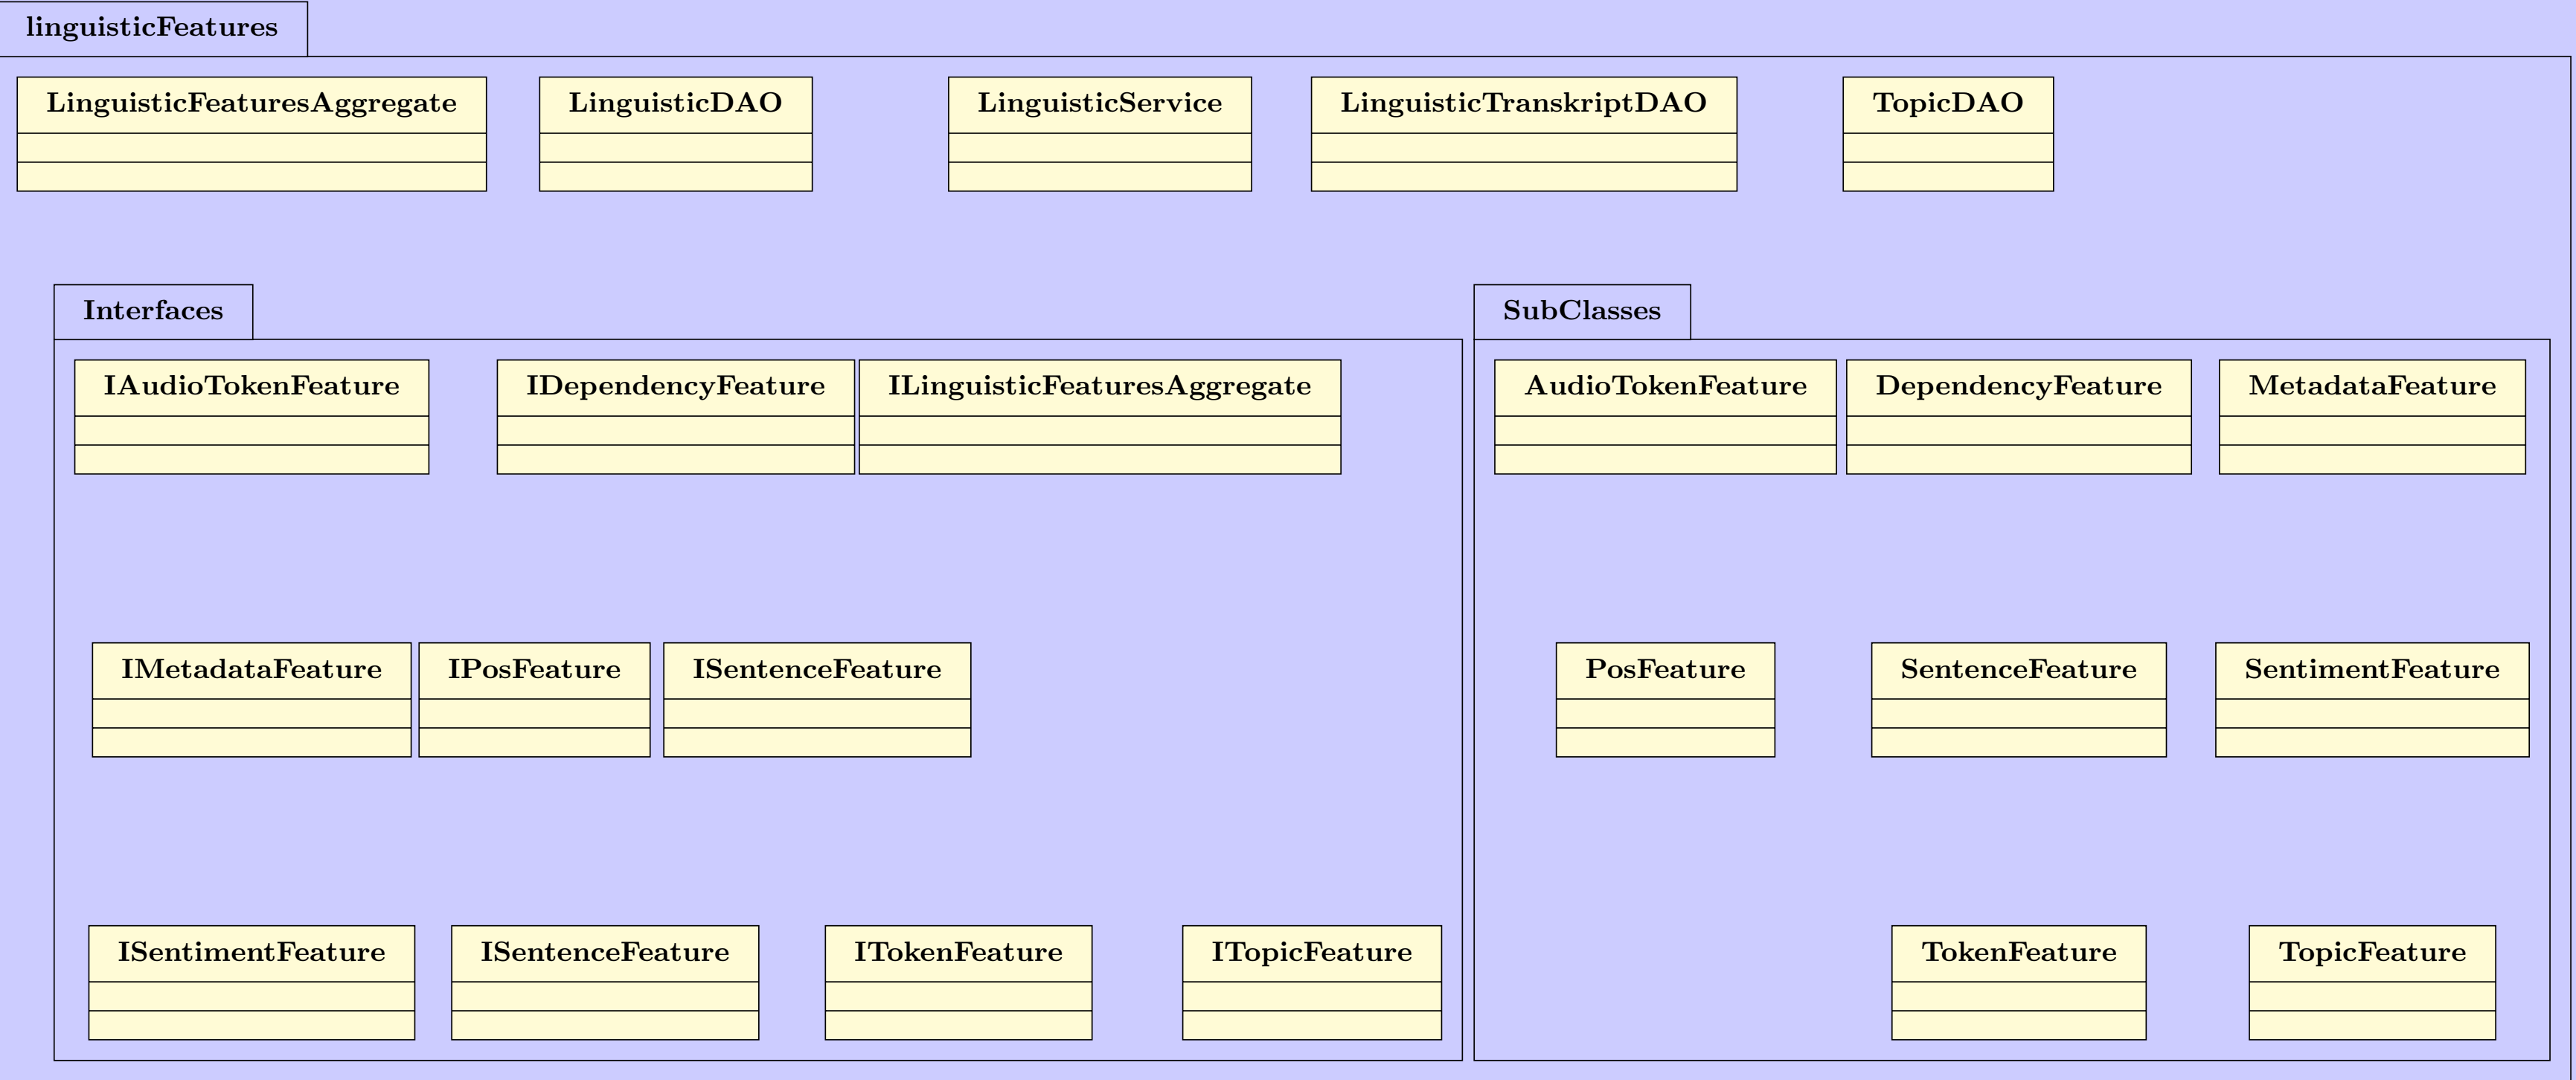 linguisticFeatures
LinguisticFeaturesAggregate
LinguisticDAO
LinguisticService
LinguisticTranskriptDAO
TopicDAO
Interfaces
IAudioTokenFeature
IDependencyFeature
ILinguisticFeaturesAggregate
IMetadataFeature
IPosFeature
ISentenceFeature
ISentimentFeature
ISentenceFeature
ITokenFeature
ITopicFeature
SubClasses
AudioTokenFeature
DependencyFeature
MetadataFeature
PosFeature
SentenceFeature
SentimentFeature
TokenFeature
TopicFeature